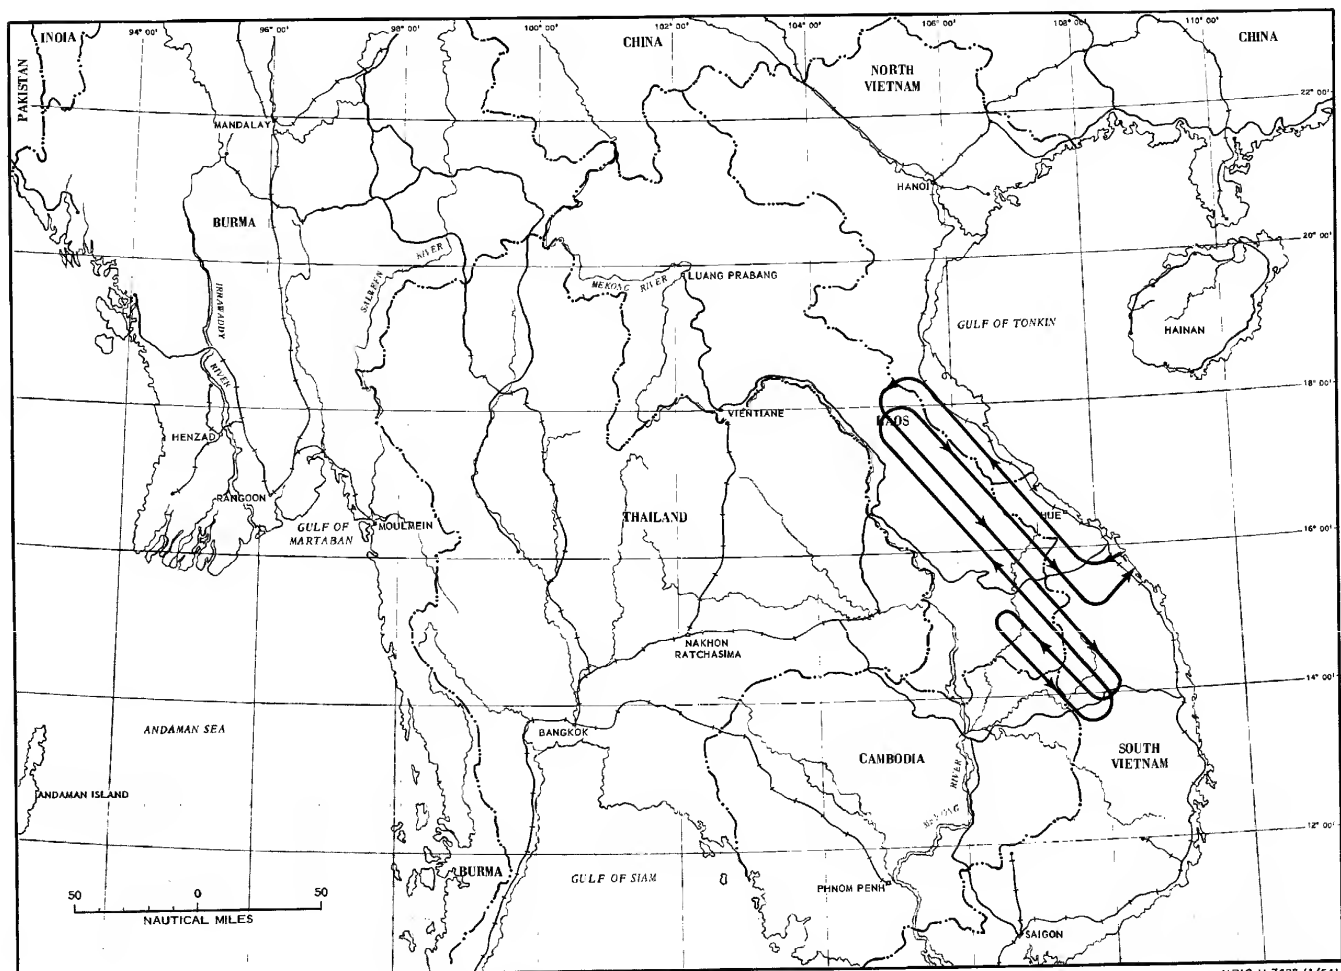 94° 00'
96° 00'
98° 00'
100° 00'
102° 00'
104° 00'
106° 00'
108° 00'
110° 00'
INOIA
CHINA
CHINA
PAKISTAN
NORTH
VIETNAM
22° 00'
MANDALAY
HANOI
BURMA
SALWEEN
RIVER
20° 00'
MEKONG
RIVER
LUANG PRABANG
IRRAWADDY
RIVER
GULF OF TONKIN
HAINAN
18° 00'
VIENTIANE
LAOS
HENZAD
RANGOON
GULF OF
MARTABAN
MOULMEIN
THAILAND
HUE
16° 00'
NAKHON
RATCHASIMA
14° 00'
ANDAMAN SEA
BANGKOK
CAMBODIA
SOUTH
VIETNAM
MEKONG
RIVER
ANDAMAN ISLAND
12° 00'
BURMA
GULF OF SIAM
PHNOM PENH
50
0
50
NAUTICAL MILES
SAIGON